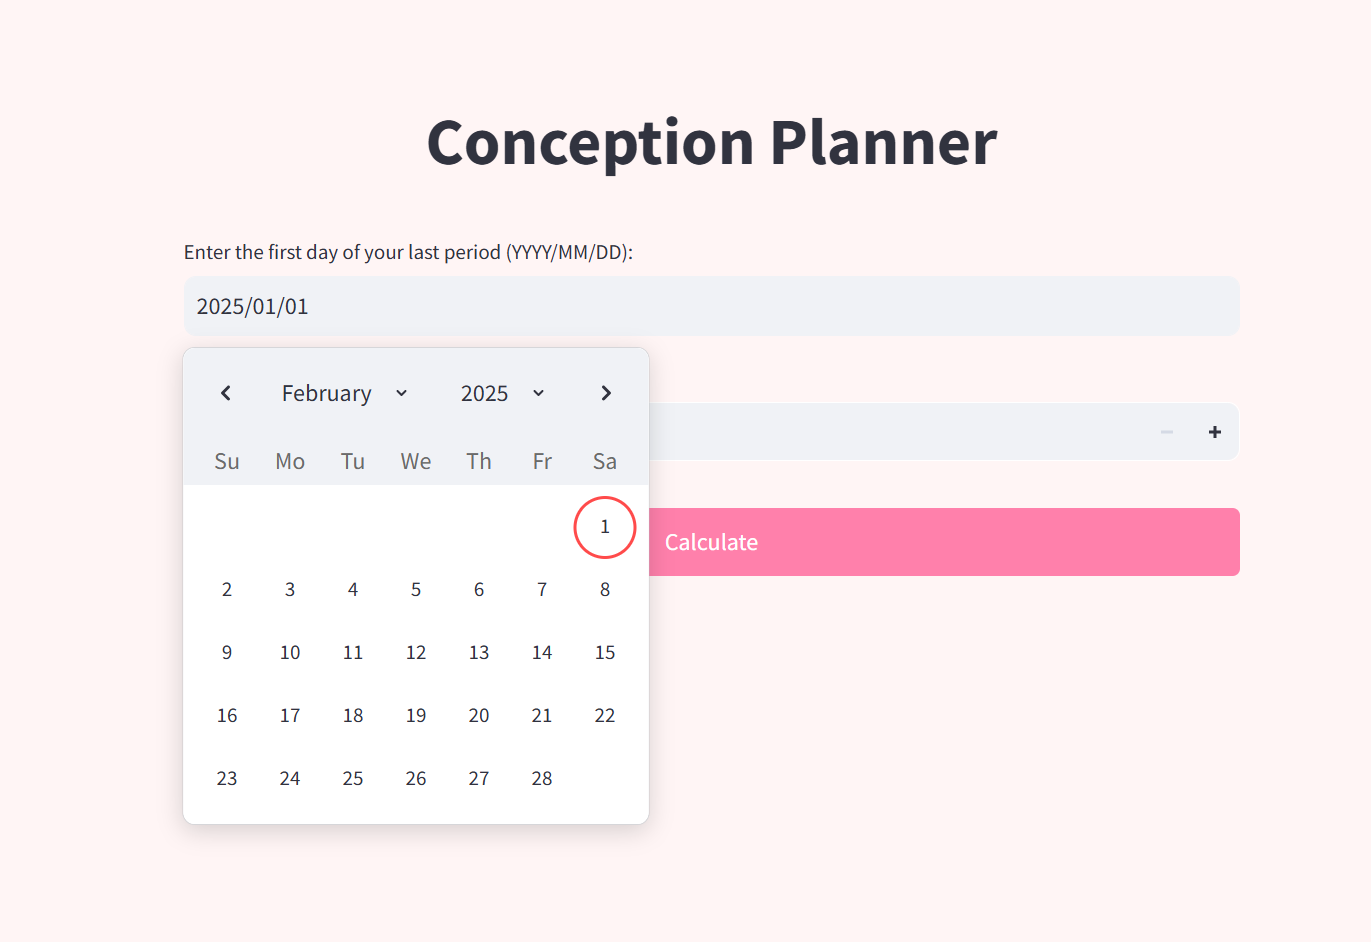 Conception Planner
Enter the first day of your last period (YYYY/MM/DD):
2025/01/01
February 2025
Su Mo Tu We Th Fr Sa
1
2 3 4 5 6 7 8
9 10 11 12 13 14 15
16 17 18 19 20 21 22
23 24 25 26 27 28
Calculate